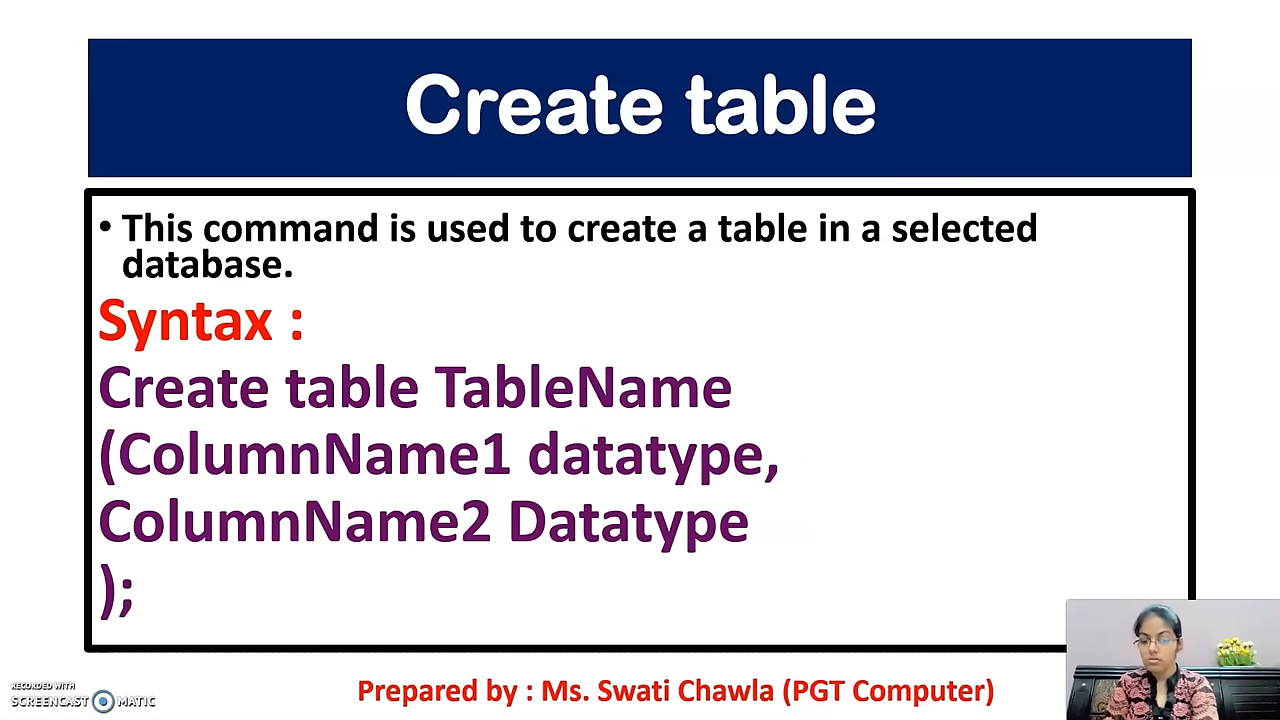 Create table
• This command is used to create a table in a selected
database.
Syntax :
Create table TableName
(ColumnName1 datatype,
ColumnName2 Datatype
);
Prepared by : Ms. Swati Chawla (PGT Computer)
RECORDED WITH
SCREENCAST MATIC